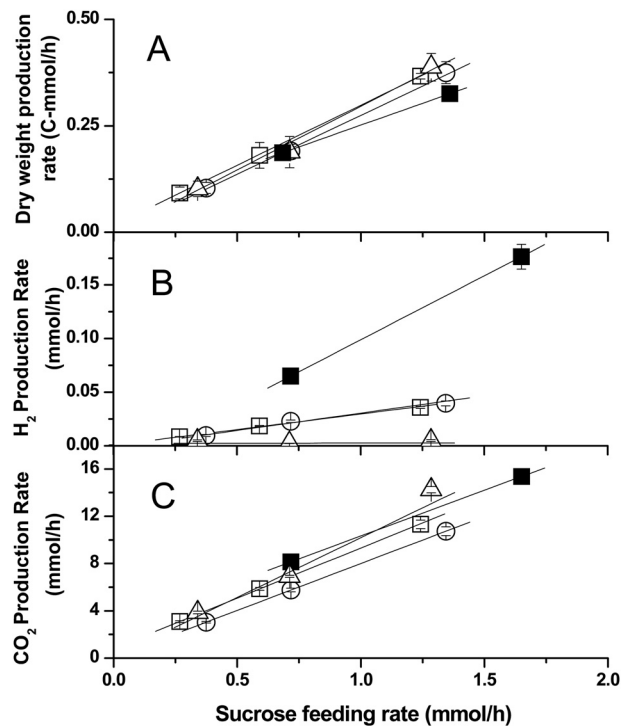 A
Dry weight production
rate (C-mmol/h)
0.50
0.25
0.00
B
H₂ Production Rate
(mmol/h)
0.15
0.10
0.05
0.00
C
CO₂ Production Rate
(mmol/h)
16
12
8
4
0
0.0 0.5 1.0 1.5 2.0
Sucrose feeding rate (mmol/h)